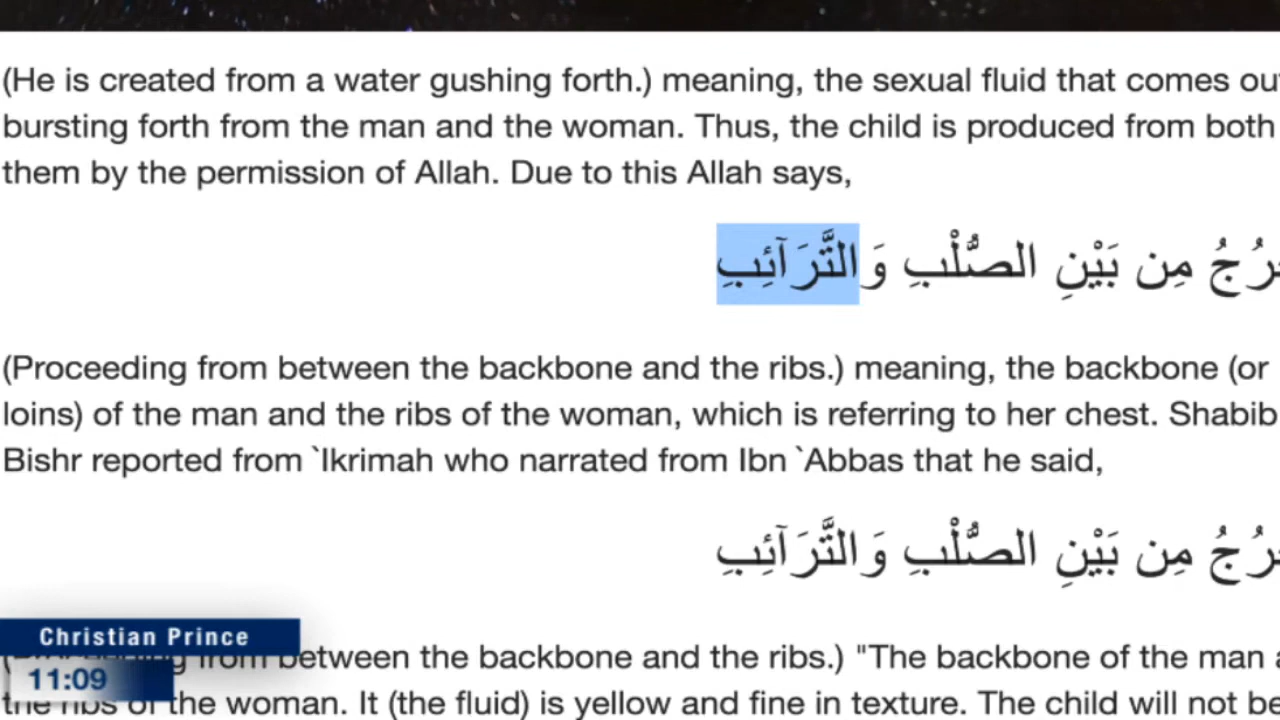 (He is created from a water gushing forth.) meaning, the sexual fluid that comes
bursting forth from the man and the woman. Thus, the child is produced from both
them by the permission of Allah. Due to this Allah says,
مِن بَيْنِ الصُّلْبِ وَالتَّرَآئِبِ
(Proceeding from between the backbone and the ribs.) meaning, the backbone (or
loins) of the man and the ribs of the woman, which is referring to her chest. Shabib
Bishr reported from `Ikrimah who narrated from Ibn `Abbas that he said,
مِن بَيْنِ الصُّلْبِ وَالتَّرَآئِبِ
Christian Prince
from between the backbone and the ribs.) "The backbone of the man
11:09
the ribs of the woman. It (the fluid) is yellow and fine in texture. The child will not be